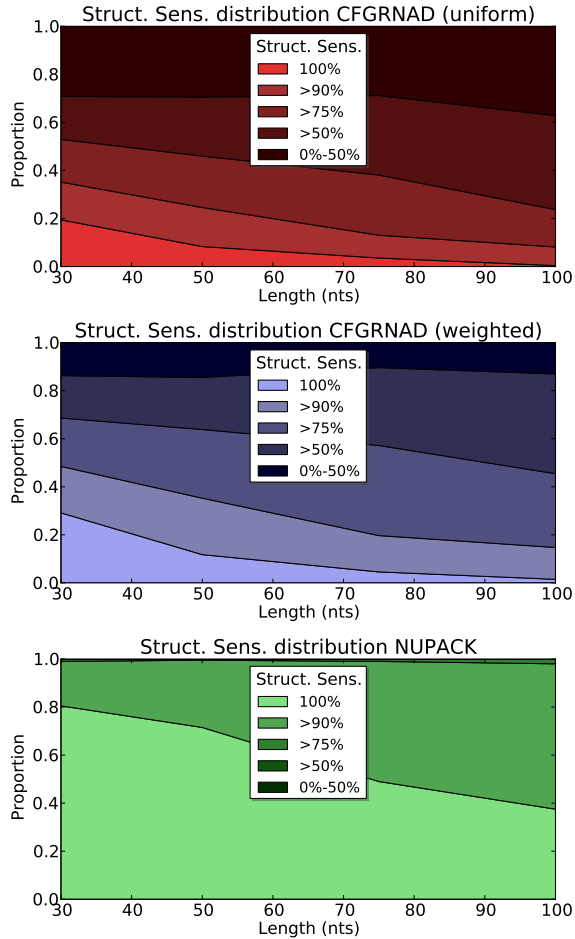 Struct. Sens. distribution CFGRNAD (uniform)
Struct. Sens.
100%
>90%
>75%
>50%
0%-50%
Proportion
1.0
0.8
0.6
0.4
0.2
0.0
30 40 50 60 70 80 90 100
Length (nts)
Struct. Sens. distribution CFGRNAD (weighted)
Struct. Sens.
100%
>90%
>75%
>50%
0%-50%
Proportion
1.0
0.8
0.6
0.4
0.2
0.0
30 40 50 60 70 80 90 100
Length (nts)
Struct. Sens. distribution NUPACK
Struct. Sens.
100%
>90%
>75%
>50%
0%-50%
Proportion
1.0
0.8
0.6
0.4
0.2
0.0
30 40 50 60 70 80 90 100
Length (nts)